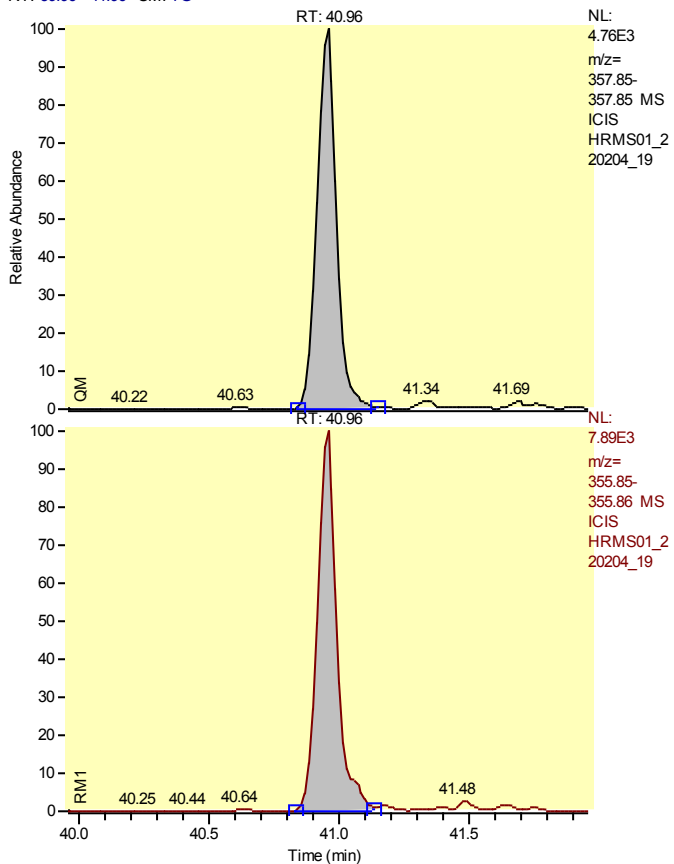 RT: 40.96
NL:
4.76E3
m/z=
357.85-
357.85 MS
ICIS
HRMS01_2
20204_19
100
90
80
70
60
50
40
30
20
10
0
Relative Abundance
QM
40.22
40.63
41.34
41.69
RT: 40.96
NL:
7.89E3
m/z=
355.85-
355.86 MS
ICIS
HRMS01_2
20204_19
100
90
80
70
60
50
40
30
20
10
0
RM1
40.25
40.44
40.64
41.48
40.0
40.5
41.0
41.5
Time (min)